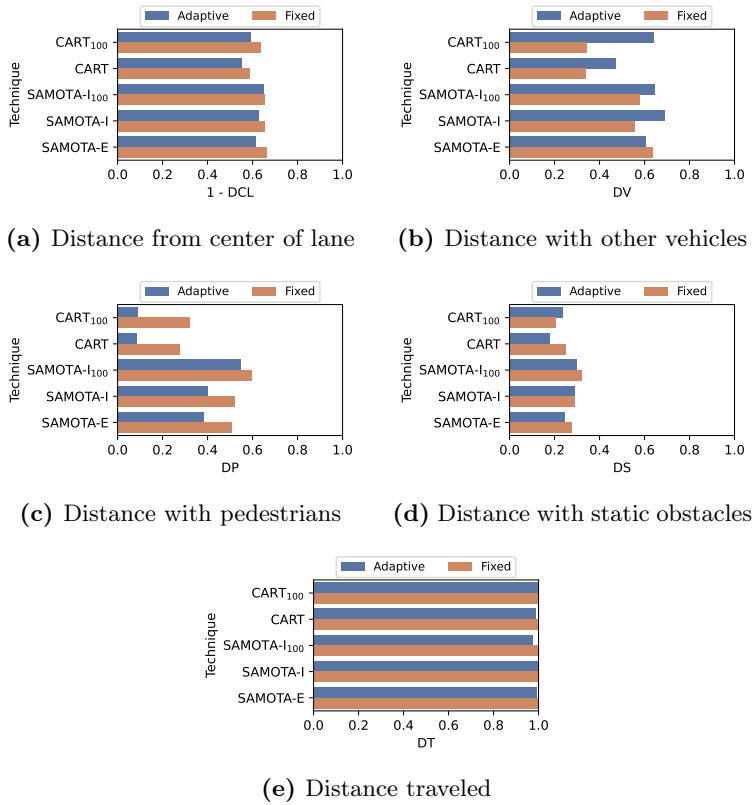 Adaptive Fixed
CART100
CART
SAMOTA-I100
SAMOTA-I
SAMOTA-E
Technique
0.0 0.2 0.4 0.6 0.8 1.0
1 - DCL
(a) Distance from center of lane
Adaptive Fixed
CART100
CART
SAMOTA-I100
SAMOTA-I
SAMOTA-E
Technique
0.0 0.2 0.4 0.6 0.8 1.0
DV
(b) Distance with other vehicles
Adaptive Fixed
CART100
CART
SAMOTA-I100
SAMOTA-I
SAMOTA-E
Technique
0.0 0.2 0.4 0.6 0.8 1.0
DP
(c) Distance with pedestrians
Adaptive Fixed
CART100
CART
SAMOTA-I100
SAMOTA-I
SAMOTA-E
Technique
0.0 0.2 0.4 0.6 0.8 1.0
DS
(d) Distance with static obstacles
Adaptive Fixed
CART100
CART
SAMOTA-I100
SAMOTA-I
SAMOTA-E
Technique
0.0 0.2 0.4 0.6 0.8 1.0
DT
(e) Distance traveled